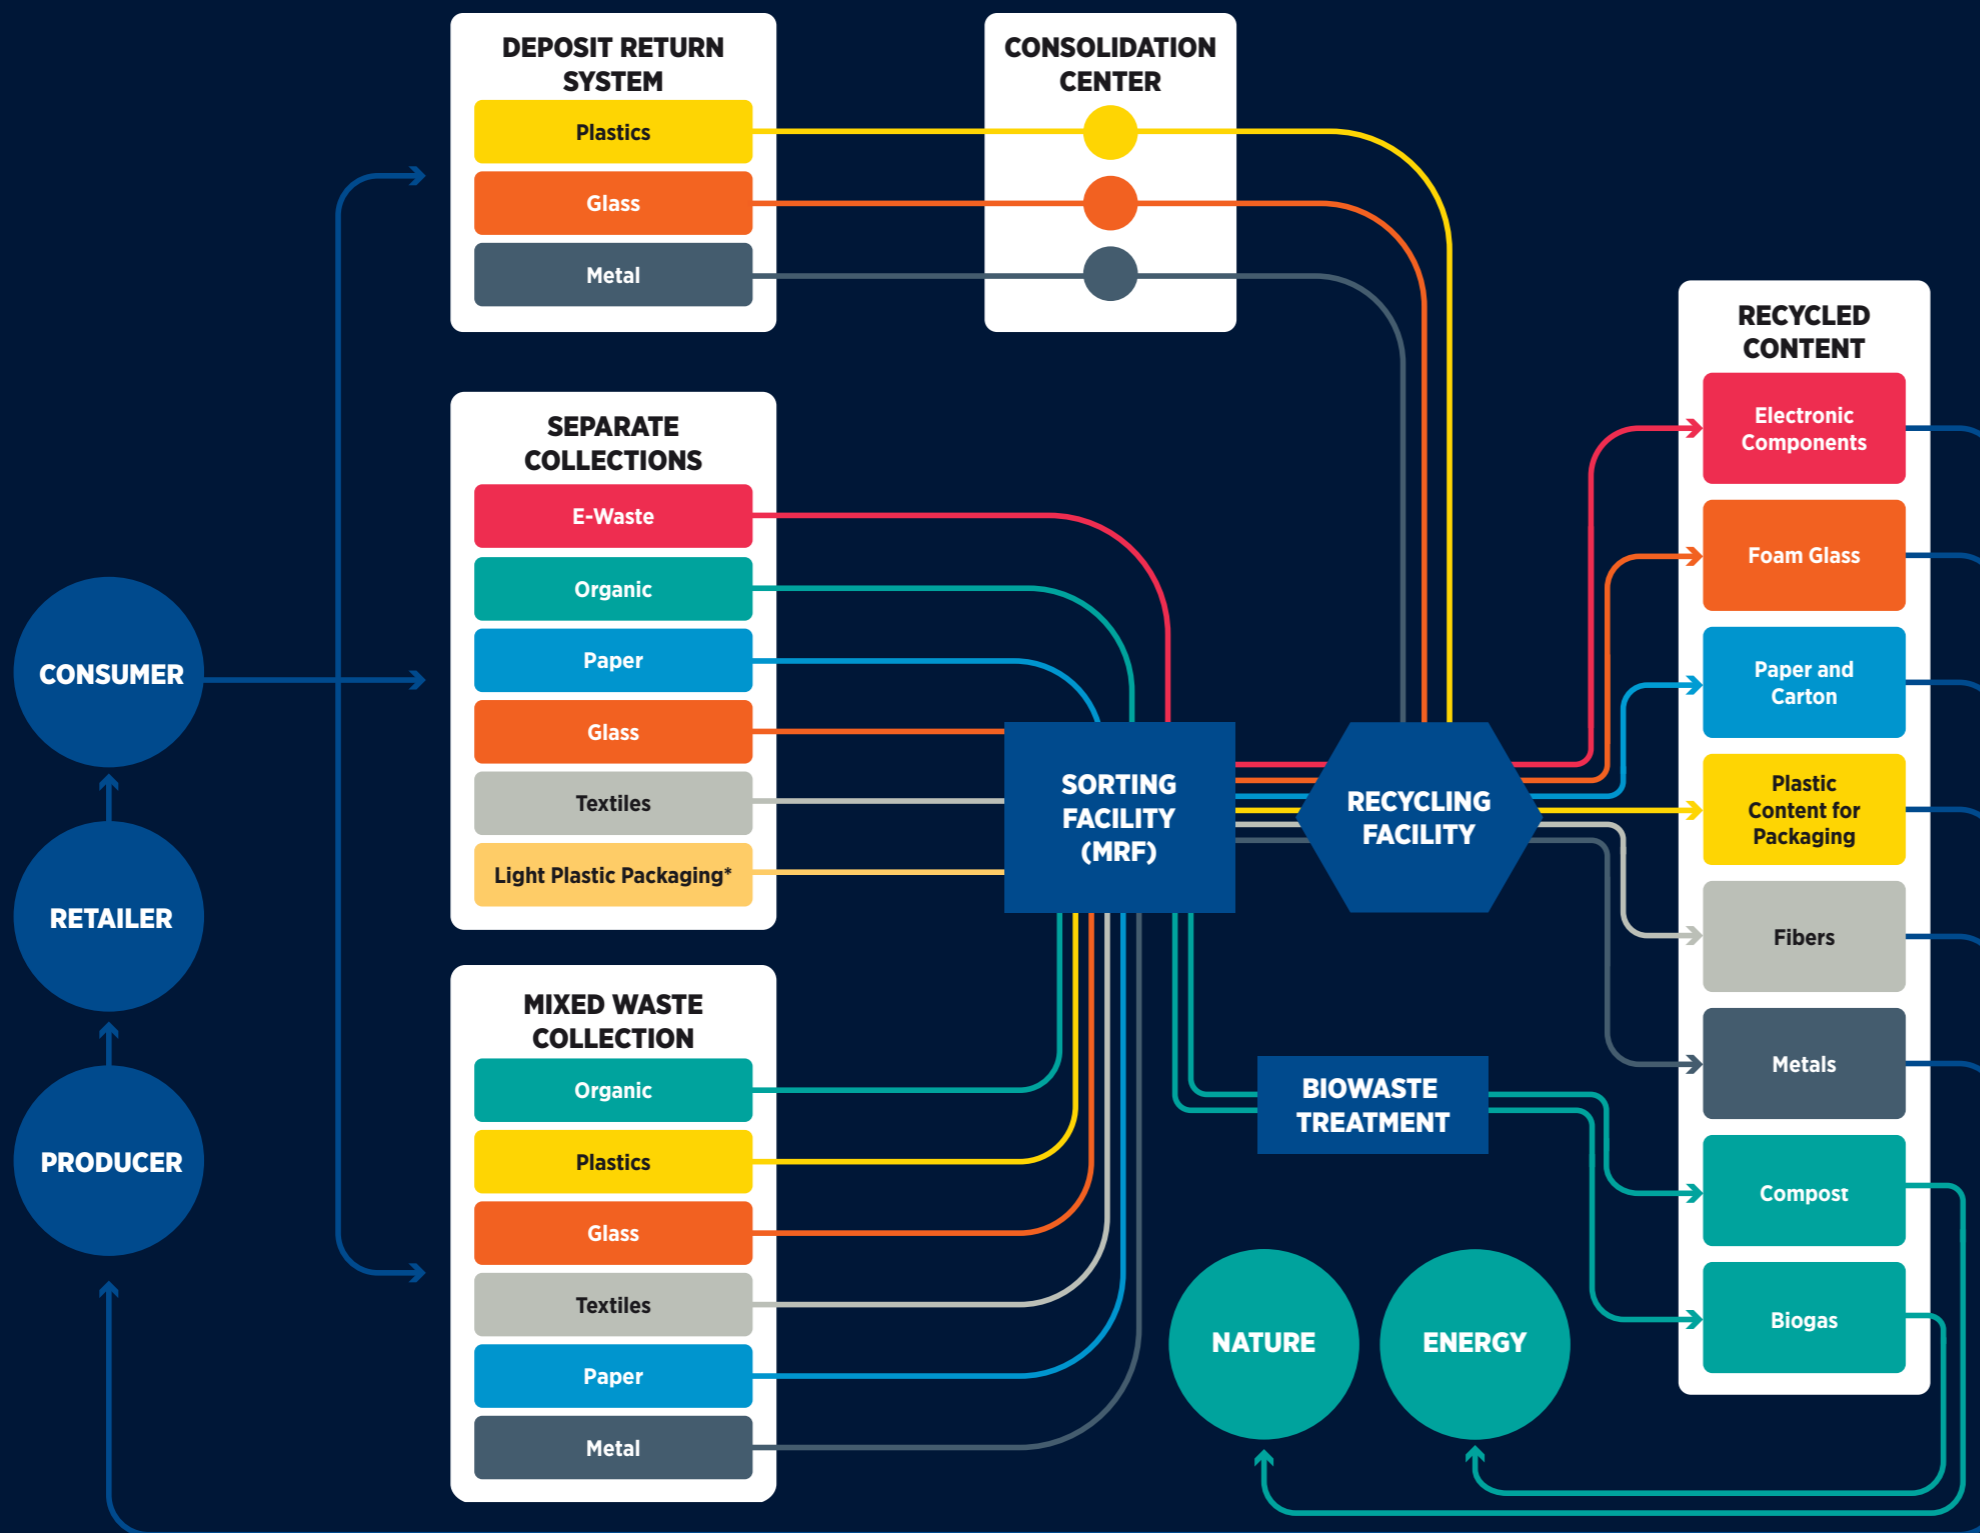 DEPOSIT RETURN
SYSTEM
Plastics
Glass
Metal
CONSOLIDATION
CENTER
SEPARATE
COLLECTIONS
E-Waste
Organic
Paper
Glass
Textiles
Light Plastic Packaging*
MIXED WASTE
COLLECTION
Organic
Plastics
Glass
Textiles
Paper
Metal
CONSUMER
RETAILER
PRODUCER
SORTING
FACILITY
(MRF)
RECYCLING
FACILITY
BIOWASTE
TREATMENT
NATURE
ENERGY
RECYCLED
CONTENT
Electronic
Components
Foam Glass
Paper and
Carton
Plastic
Content for
Packaging
Fibers
Metals
Compost
Biogas